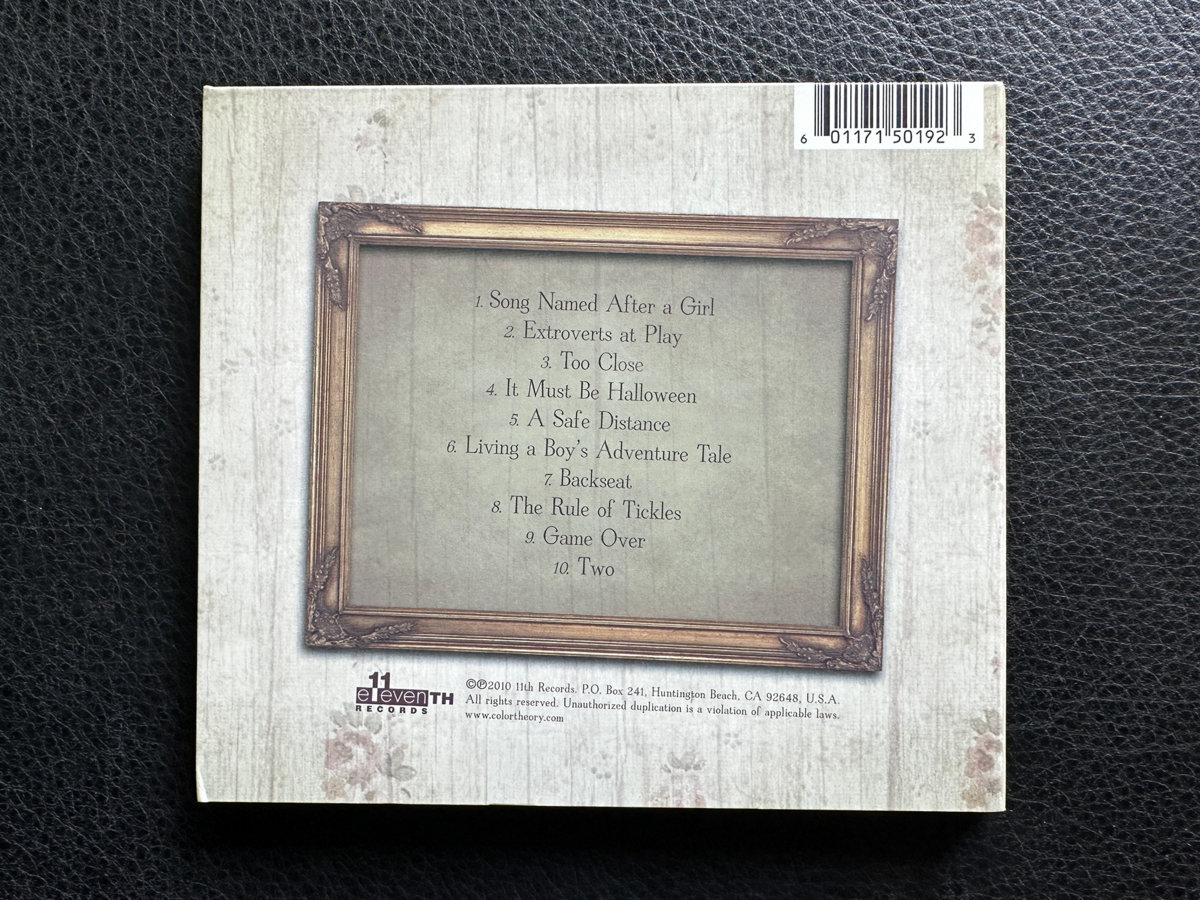 6 01171 50192 3
1. Song Named After a Girl
2. Extroverts at Play
3. Too Close
4. It Must Be Halloween
5. A Safe Distance
6. Living a Boy's Adventure Tale
7. Backseat
8. The Rule of Tickles
9. Game Over
10. Two
11
eLevenTH
RECORDS
©℗2010 11th Records. P.O. Box 241, Huntington Beach, CA 92648, U.S.A.
All rights reserved. Unauthorized duplication is a violation of applicable laws.
www.colortheory.com